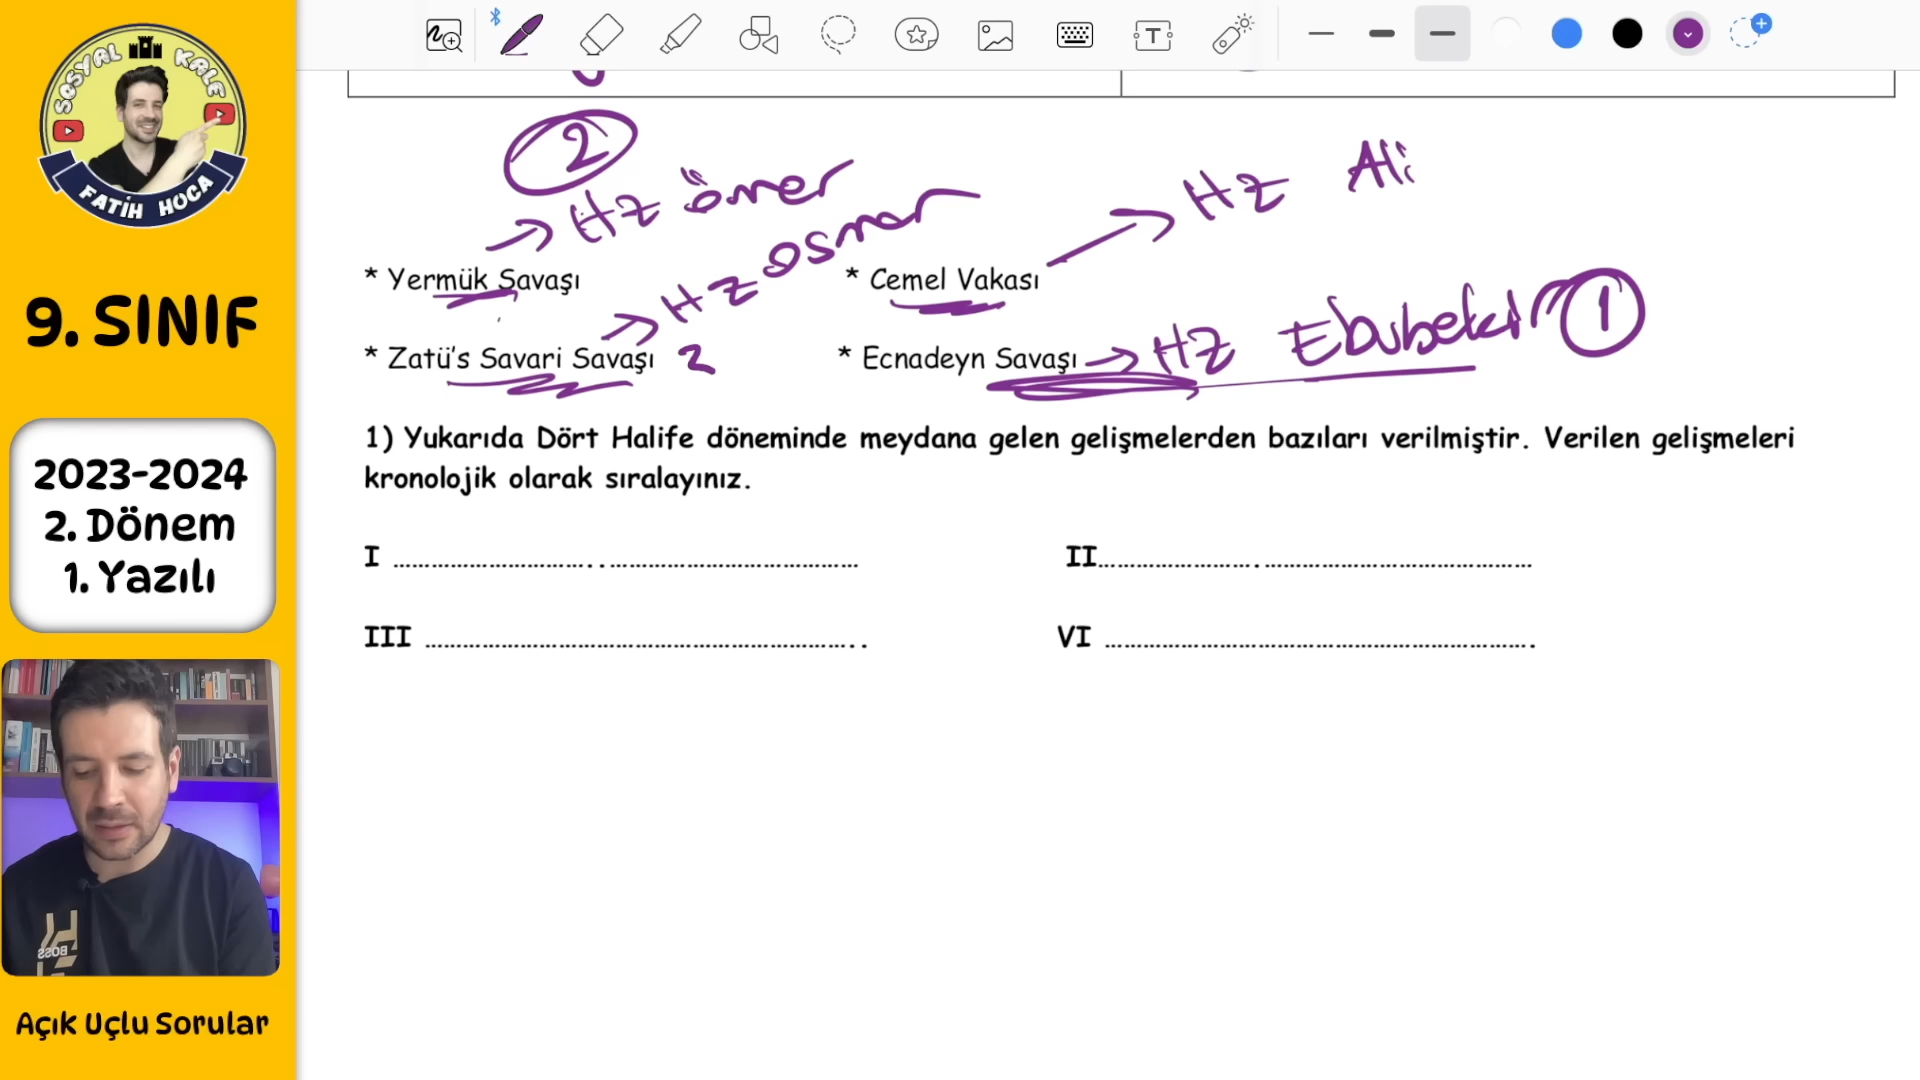 SOSYAL KALE
FATİH HOCA
9. SINIF
2023-2024
2. Dönem
1. Yazılı
BOSS
Açık Uçlu Sorular
T
2
→ Hz ömer
→ Hz osman
→ Hz Ali
* Yermük Savaşı
* Cemel Vakası
* Zatü's Savari Savaşı
* Ecnadeyn Savaşı → Hz Ebubekir 1
1) Yukarıda Dört Halife döneminde meydana gelen gelişmelerden bazıları verilmiştir. Verilen gelişmeleri
kronolojik olarak sıralayınız.
I ……………………………..…………………………………
II…………………….…………………………………
III ………………………………………………………..
VI ……………………………………………………….